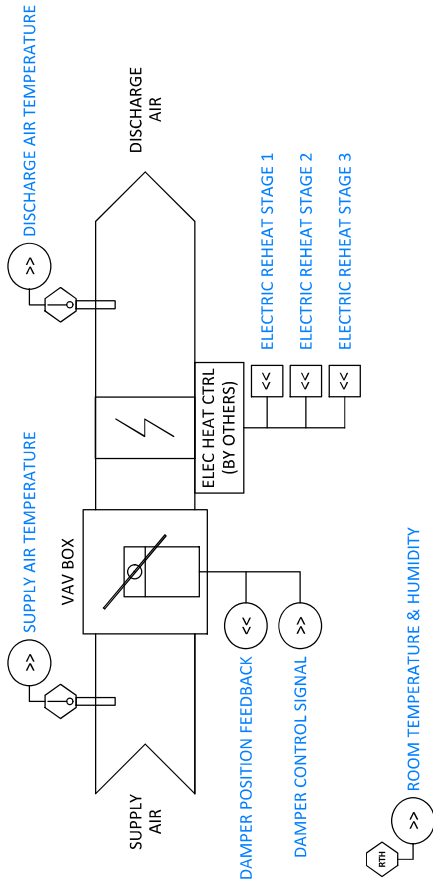 SUPPLY AIR TEMPERATURE
>>
DISCHARGE AIR TEMPERATURE
>>
VAV BOX
SUPPLY
AIR
DISCHARGE
AIR
ELEC HEAT CTRL
(BY OTHERS)
<<
ELECTRIC REHEAT STAGE 1
<<
ELECTRIC REHEAT STAGE 2
<<
ELECTRIC REHEAT STAGE 3
DAMPER POSITION FEEDBACK
<<
DAMPER CONTROL SIGNAL
>>
RTH
>>
ROOM TEMPERATURE & HUMIDITY